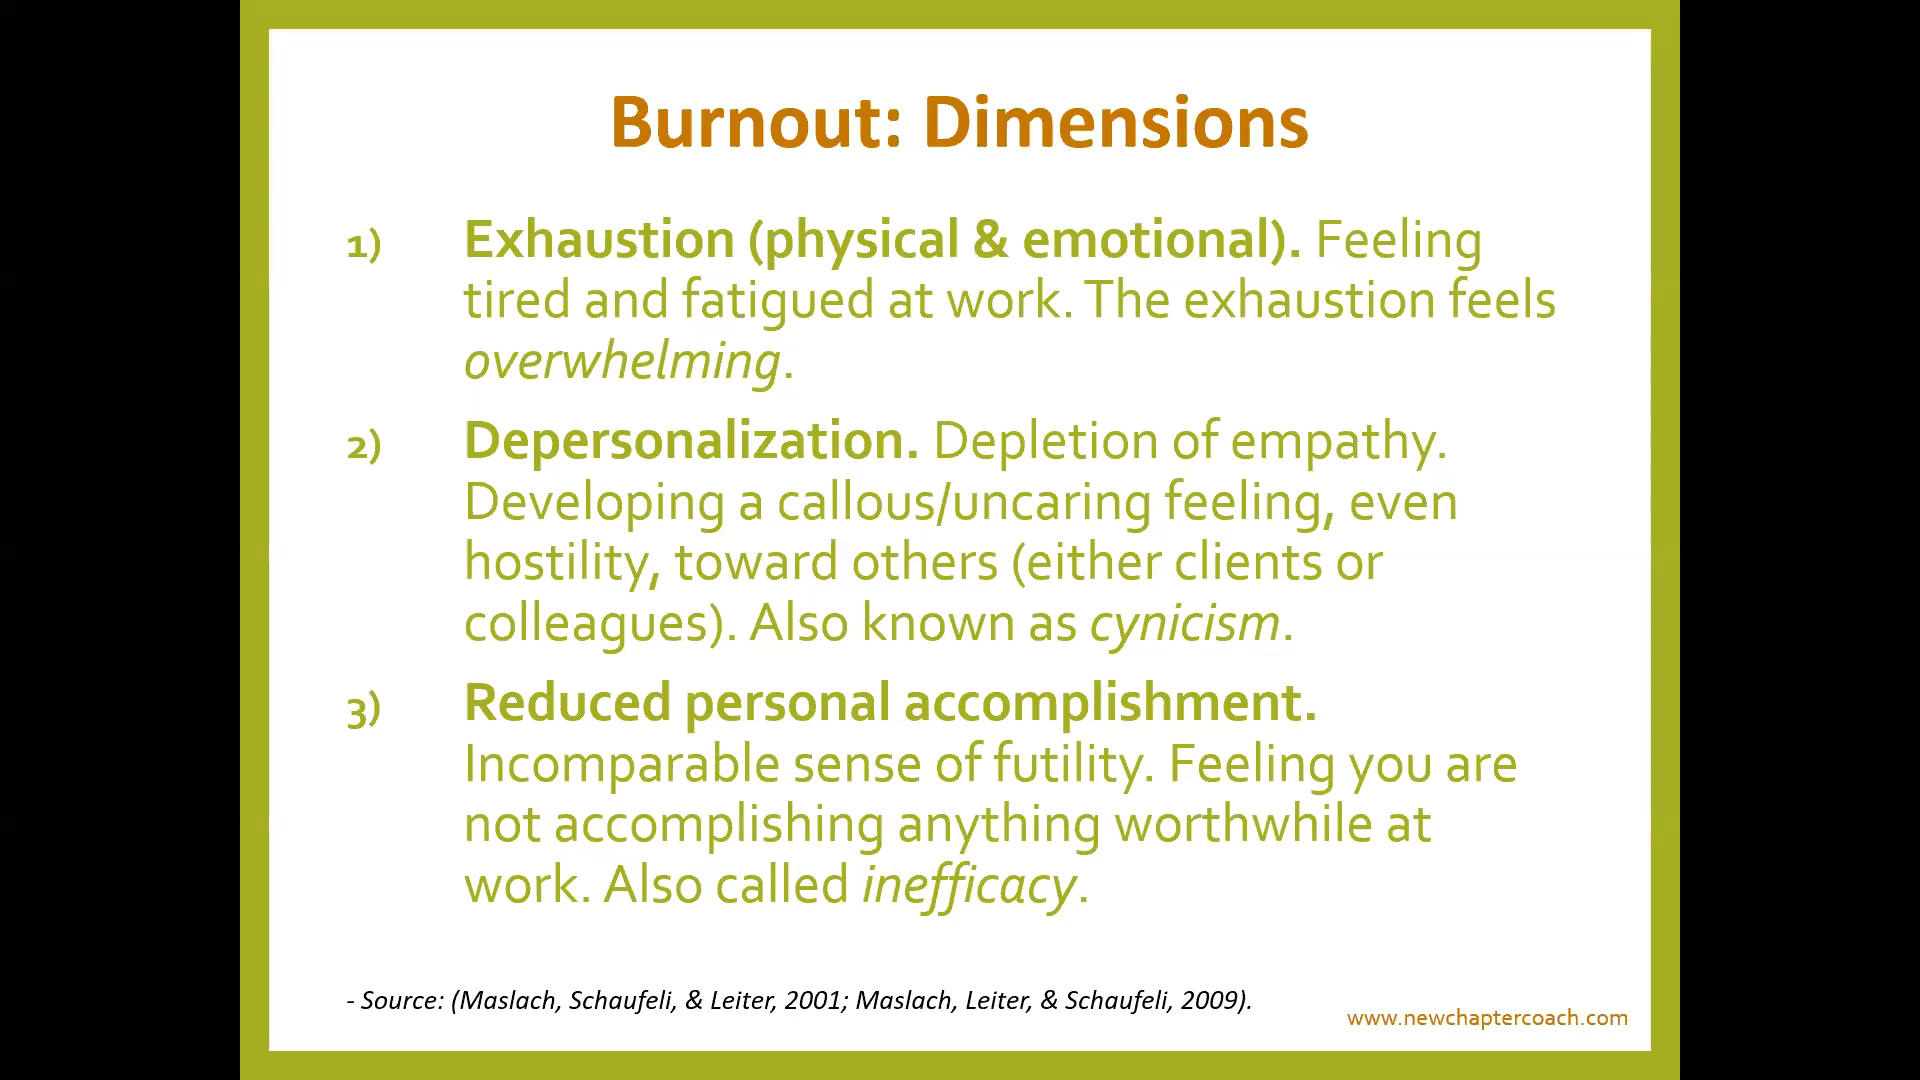 Burnout: Dimensions
1) Exhaustion (physical & emotional). Feeling
tired and fatigued at work. The exhaustion feels
overwhelming.
2) Depersonalization. Depletion of empathy.
Developing a callous/uncaring feeling, even
hostility, toward others (either clients or
colleagues). Also known as cynicism.
3) Reduced personal accomplishment.
Incomparable sense of futility. Feeling you are
not accomplishing anything worthwhile at
work. Also called inefficacy.
- Source: (Maslach, Schaufeli, & Leiter, 2001; Maslach, Leiter, & Schaufeli, 2009).
www.newchaptercoach.com